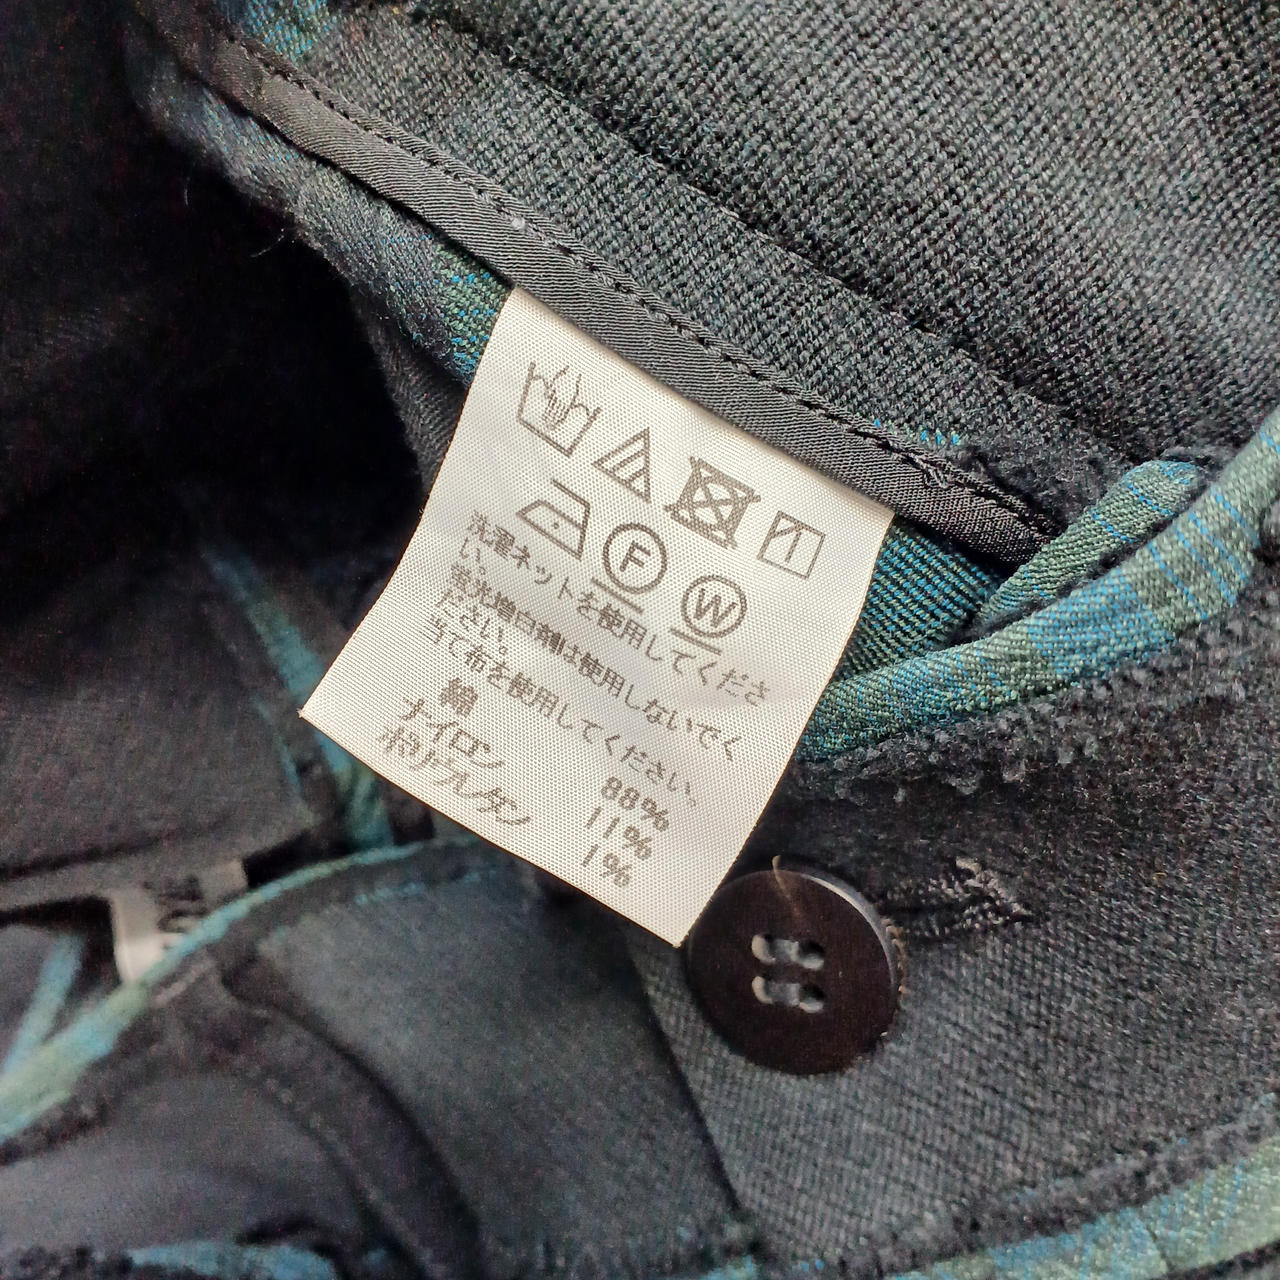 F
W
洗濯ネットを使用してくださ
い。
蛍光増白剤は使用しないでく
ださい。
当て布を使用してください。
綿 88%
ナイロン 11%
ポリウレタン 1%